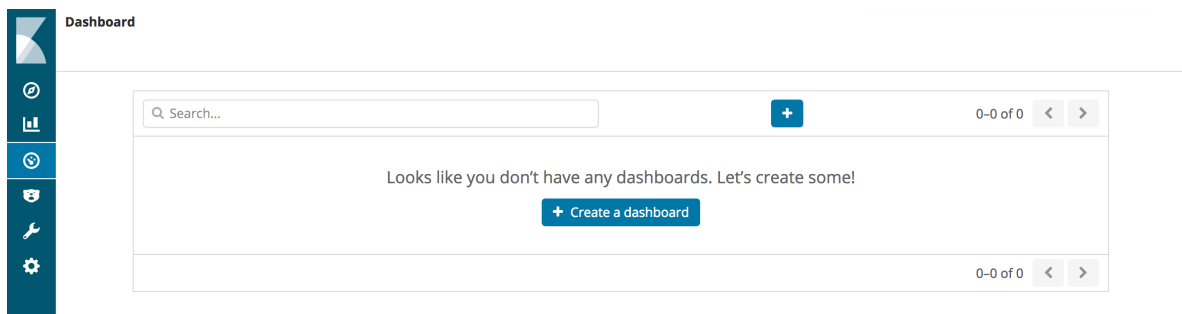 Dashboard
Search...
0–0 of 0
Looks like you don’t have any dashboards. Let’s create some!
Create a dashboard
0–0 of 0